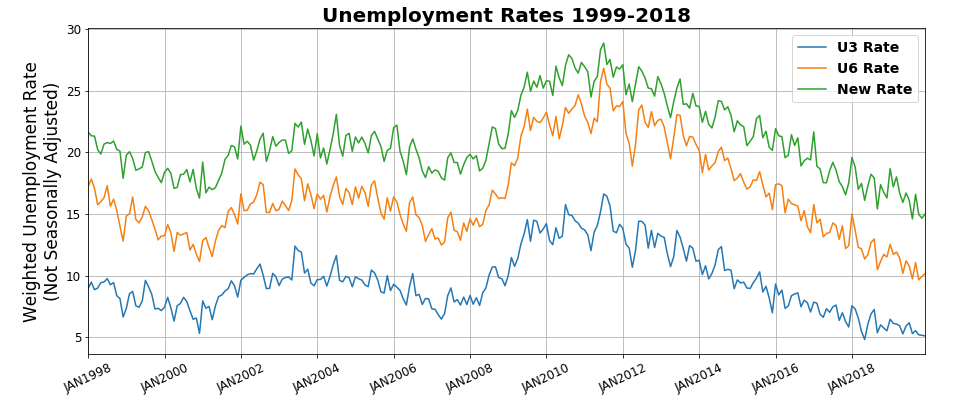 Unemployment Rates 1999-2018
Weighted Unemployment Rate
(Not Seasonally Adjusted)
30
25
20
15
10
5
U3 Rate
U6 Rate
New Rate
JAN1998
JAN2000
JAN2002
JAN2004
JAN2006
JAN2008
JAN2010
JAN2012
JAN2014
JAN2016
JAN2018